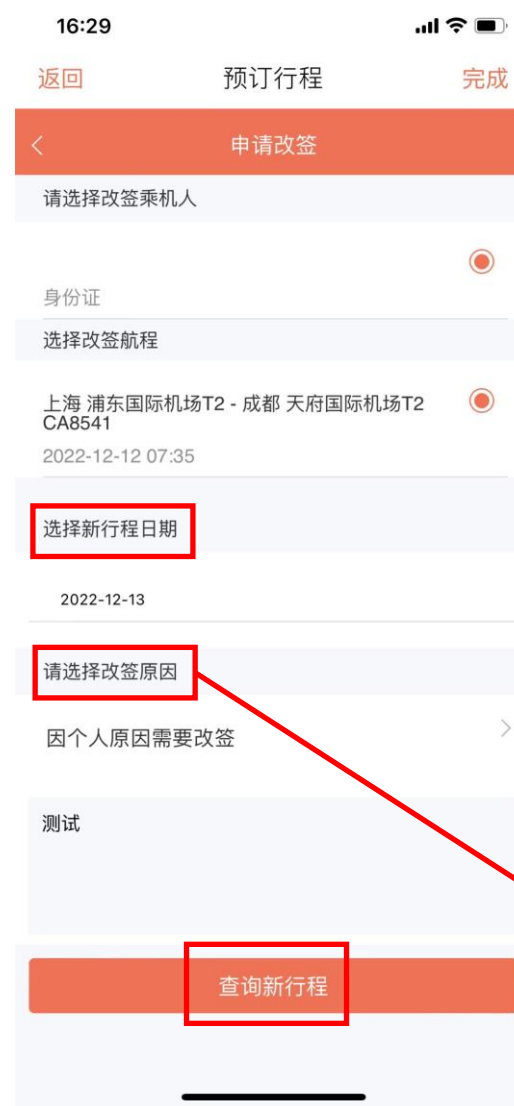 16:29
返回 预订行程 完成
申请改签
请选择改签乘机人
身份证
选择改签航程
上海 浦东国际机场T2 - 成都 天府国际机场T2
CA8541
2022-12-12 07:35
选择新行程日期
2022-12-13
请选择改签原因
因个人原因需要改签
测试
查询新行程